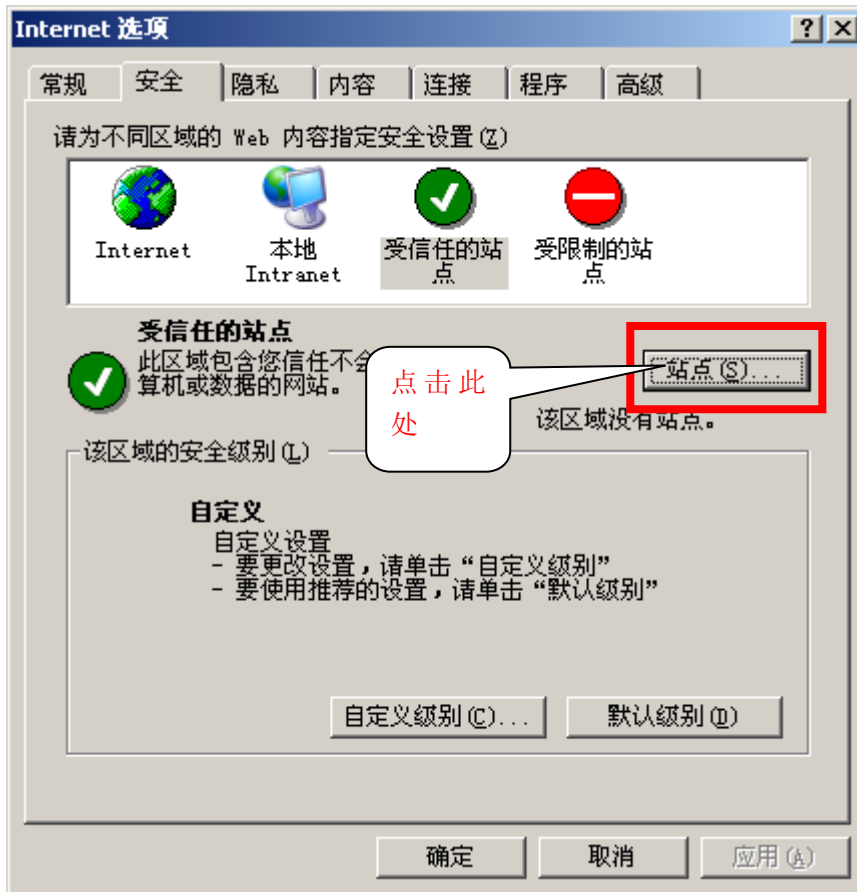 Internet 选项
常规 安全 隐私 内容 连接 程序 高级
请为不同区域的 Web 内容指定安全设置(Z)
Internet
本地
Intranet
受信任的站
点
受限制的站
点
受信任的站点
此区域包含您信任不会
算机或数据的网站。
点击此
处
站点(S)...
该区域没有站点。
该区域的安全级别(L)
自定义
自定义设置
- 要更改设置，请单击“自定义级别”
- 要使用推荐的设置，请单击“默认级别”
自定义级别(C)... 默认级别(D)
确定 取消 应用(A)